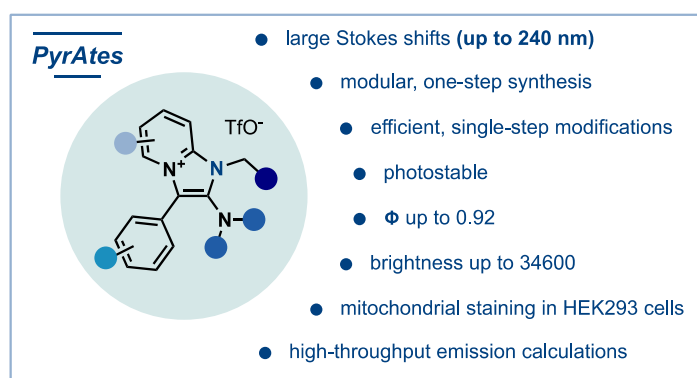 PyrAtes
large Stokes shifts (up to 240 nm)
modular, one-step synthesis
efficient, single-step modifications
photostable
Φ up to 0.92
brightness up to 34600
mitochondrial staining in HEK293 cells
high-throughput emission calculations
TfO-
N+
N
N